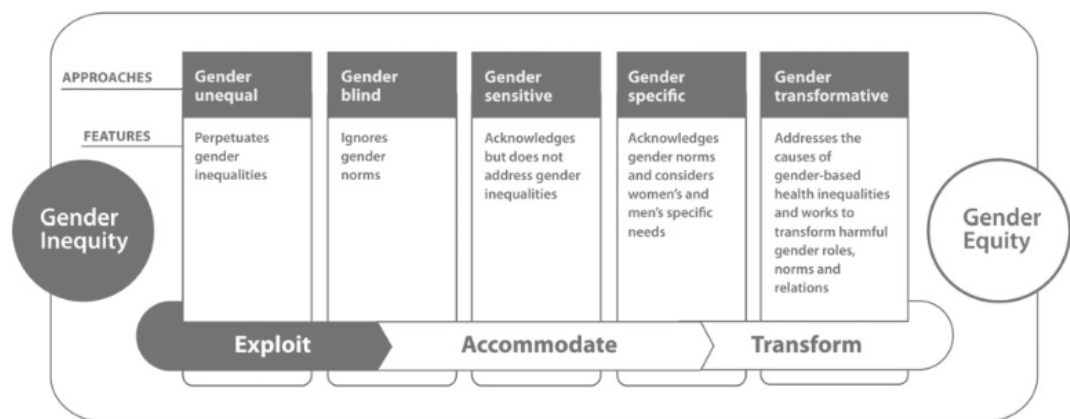 APPROACHES
Gender
unequal
Gender
blind
Gender
sensitive
Gender
specific
Gender
transformative
FEATURES
Perpetuates
gender
inequalities
Ignores
gender
norms
Acknowledges
but does not
address gender
inequalities
Acknowledges
gender norms
and considers
women's and
men's specific
needs
Addresses the
causes of
gender-based
health inequalities
and works to
transform harmful
gender roles,
norms and
relations
Gender
Inequity
Gender
Equity
Exploit
Accommodate
Transform